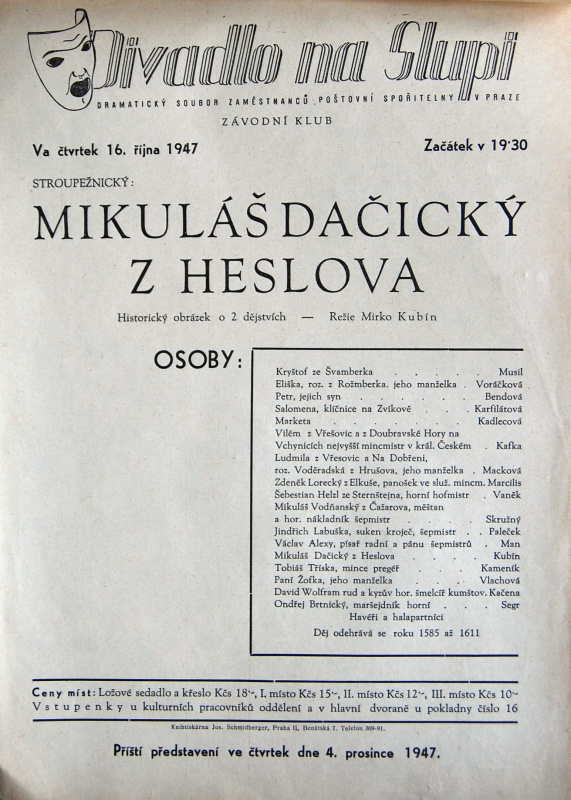 Divadlo na Slupi
DRAMATICKÝ SOUBOR ZAMĚSTNANCŮ POŠTOVNÍ SPOŘITELNY V PRAZE
ZÁVODNÍ KLUB
Va čtvrtek 16. října 1947
Začátek v 19·30
STROUPEŽNICKÝ:
MIKULÁŠ DAČICKÝ
Z HESLOVA
Historický obrázek o 2 dějstvích — Režie Mirko Kubín
OSOBY:
Kryštof ze Švamberka . . . . . Musil
Eliška, roz. z Rožmberka. jeho manželka . Voráčková
Petr, jejich syn . . . . . . Bendová
Salomena, klíčnice na Zvíkově . . . Karfilátová
Marketa . . . . . . . Kadlecová
Vilém z Vřešovic a z Doubravské Hory na
Vchynicích nejvyšší mincmistr v král. Českém . Kafka
Ludmila z Vřesovic a Na Dobřeni,
roz. Voděradská z Hrušova, jeho manželka . Macková
Zdeněk Lorecký z Elkuše, panošek ve služ. mincm. Marcilis
Šebestian Helzl ze Sternštejna, horní hofmistr . Vaněk
Mikuláš Vodňanský z Čažarova, měštan
a hor. nákladník šepmistr . . . . Skružný
Jindřich Labuška, suken kroječ, šepmistr . . Paleček
Václav Alexy, písař radní a pánu šepmistrů . Man
Mikuláš Dačický z Heslova . . . . Kubín
Tobiáš Tříska, mince pregéř . . . . Kameník
Paní Žofka, jeho manželka . . . . Vlachová
David Wolfram rud a kyzův hor. šmelcíř kumštov. Kačena
Ondřej Brtnický, maršejdník horní . . . Segr
Havéři a halapartníci
Děj odehrává se roku 1585 až 1611
Ceny míst: Ložové sedadlo a křeslo Kčs 18·-, I. místo Kčs 15·-, II. místo Kčs 12·-, III. místo Kčs 10·-
Vstupenky u kulturních pracovníků oddělení a v hlavní dvoraně u pokladny číslo 16
Knihtiskárna Jos. Schmidberger, Praha II, Benátská 7. Telefon 369-91.
Příští představení ve čtvrtek dne 4. prosince 1947.